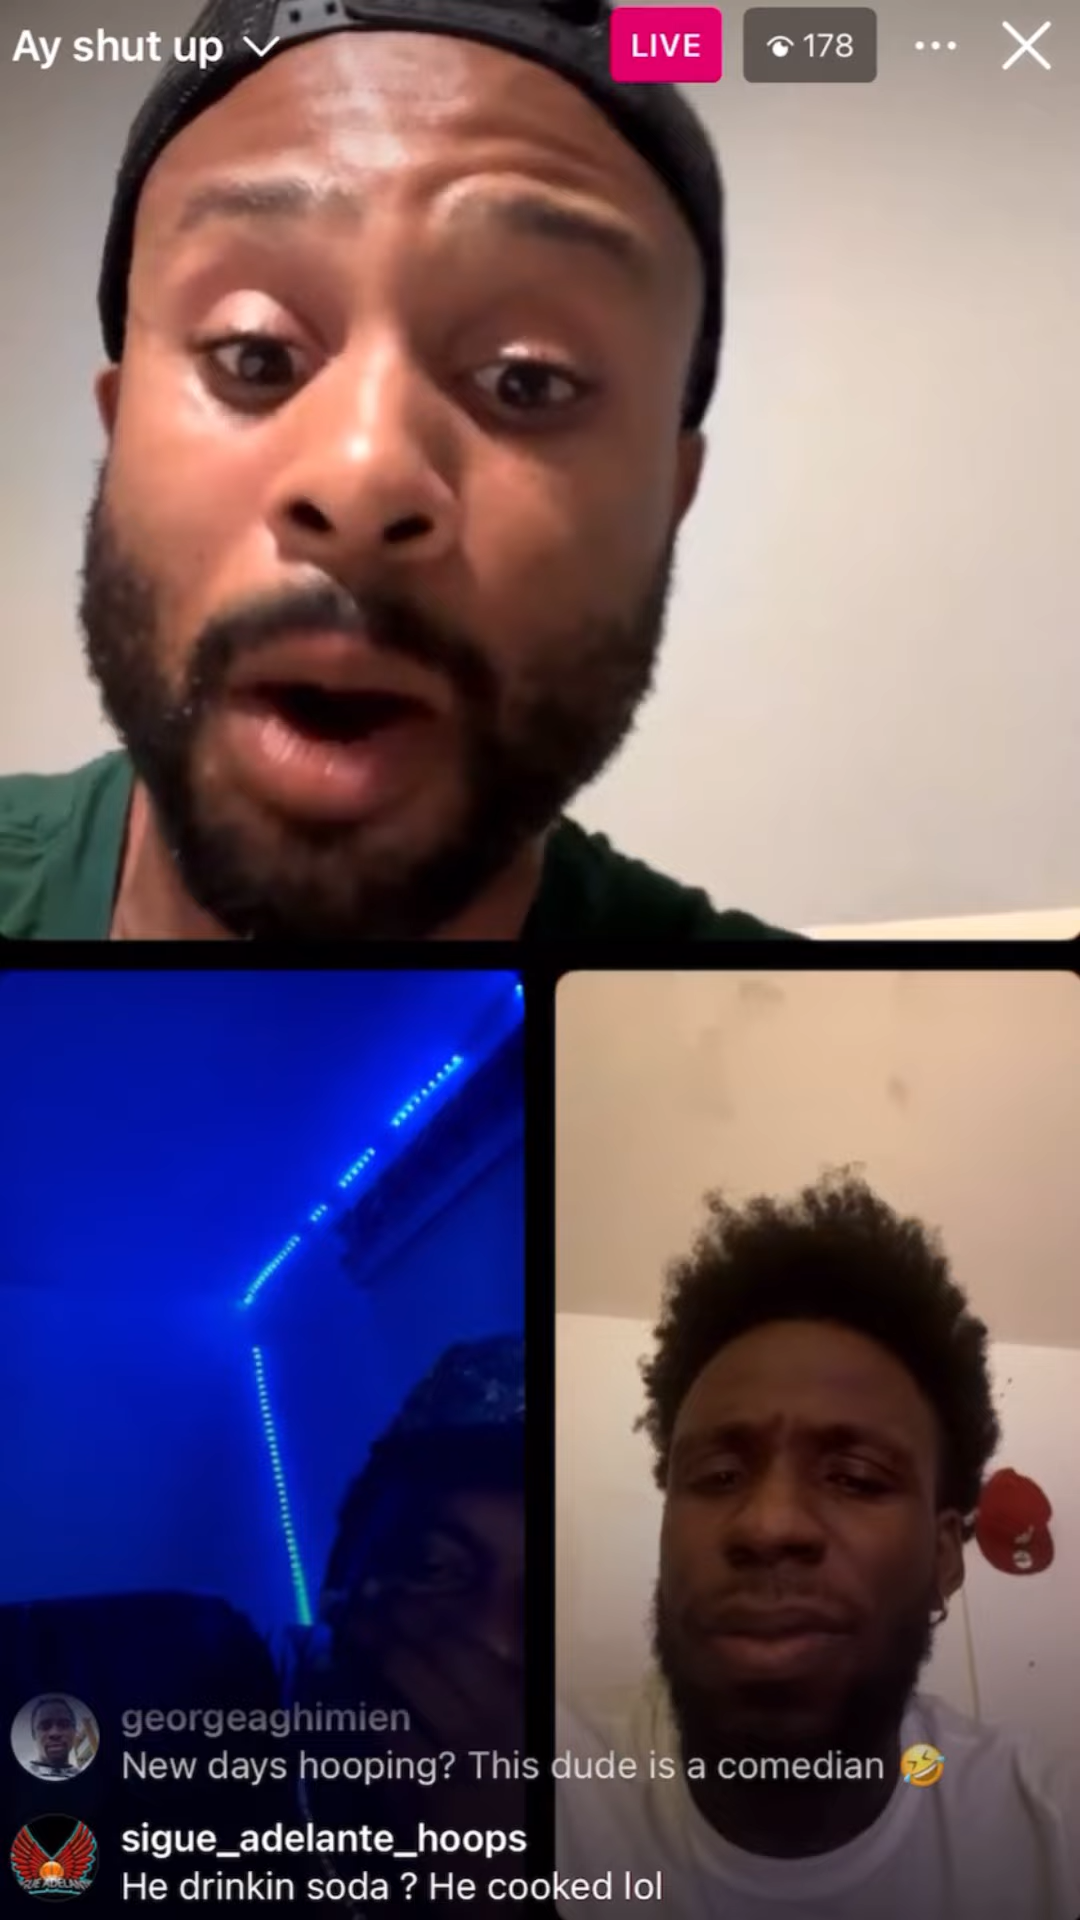 Ay shut up
LIVE
178
georgeaghimien
New days hooping? This dude is a comedian 🤣
sigue_adelante_hoops
He drinkin soda ? He cooked lol